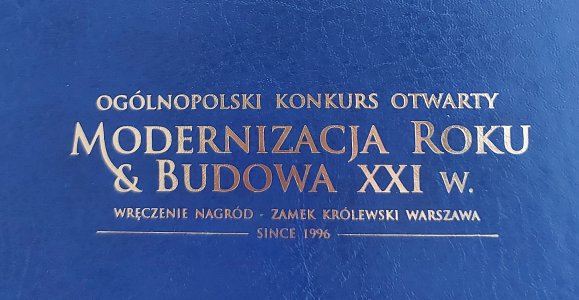 OGÓLNOPOLSKI KONKURS OTWARTY
MODERNIZACJA ROKU
& BUDOWA XXI W.
WRĘCZENIE NAGRÓD - ZAMEK KRÓLEWSKI WARSZAWA
SINCE 1996